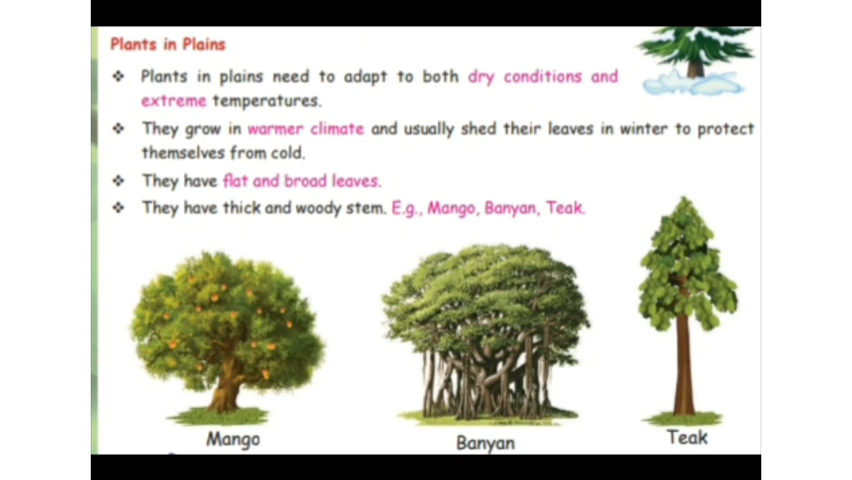 Plants in Plains
❖ Plants in plains need to adapt to both dry conditions and
extreme temperatures.
❖ They grow in warmer climate and usually shed their leaves in winter to protect
themselves from cold.
❖ They have flat and broad leaves.
❖ They have thick and woody stem. E.g., Mango, Banyan, Teak.
Mango
Banyan
Teak